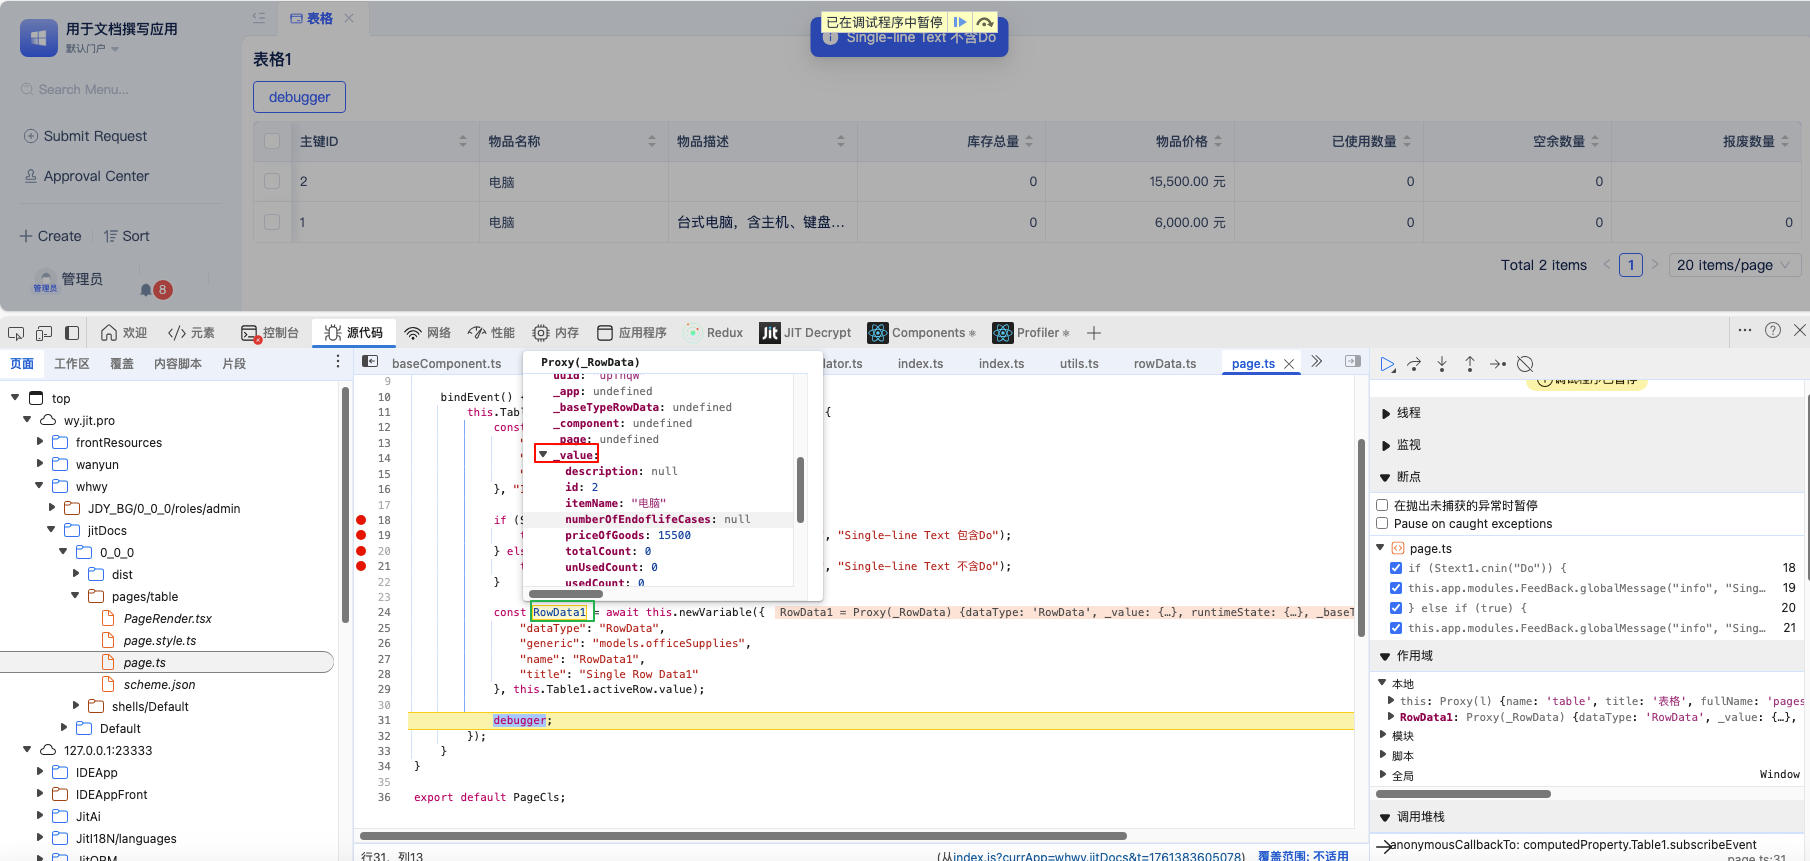 用于文档撰写应用
默认门户
Search Menu...
Submit Request
Approval Center
Create
Sort
管理员
管理员
8
表格
已在调试程序中暂停
Single-line Text 不含Do
表格1
debugger
主键ID 物品名称 物品描述 库存总量 物品价格 已使用数量 空余数量 报废数量
2 电脑 0 15,500.00 元 0 0
1 电脑 台式电脑，含主机、键盘... 0 6,000.00 元 0 0 0
Total 2 items 1 20 items/page
欢迎 元素 控制台 源代码 网络 性能 内存 应用程序 Redux JIT Decrypt Components Profiler
页面 工作区 覆盖 内容脚本 片段
top
wy.jit.pro
frontResources
wanyun
whwy
JDY_BG/0_0_0/roles/admin
jitDocs
0_0_0
dist
pages/table
PageRender.tsx
page.style.ts
page.ts
scheme.json
shells/Default
Default
127.0.0.1:23333
IDEApp
IDEAppFront
JitAi
JitI18N/languages
JitORM
baseComponent.ts lator.ts index.ts index.ts utils.ts rowData.ts page.ts
Proxy(_RowData)
uuid: "upfnqw"
_app: undefined
_baseTypeRowData: undefined
_component: undefined
_page: undefined
_value:
description: null
id: 2
itemName: "电脑"
numberOfEndoflifeCases: null
priceOfGoods: 15500
totalCount: 0
unUsedCount: 0
usedCount: 0
9
10 bindEvent() {
11 this.Tabl {
12 const
13
14
15
16 }, "
17
18 if (S
19 t , "Single-line Text 包含Do");
20 } els
21 t , "Single-line Text 不含Do");
22 }
23
24 const RowData1 = await this.newVariable({ RowData1 = Proxy(_RowData) {dataType: 'RowData', _value: {…}, runtimeState: {…}, _baseT
25 "dataType": "RowData",
26 "generic": "models.officeSupplies",
27 "name": "RowData1",
28 "title": "Single Row Data1"
29 }, this.Table1.activeRow.value);
30
31 debugger;
32 });
33 }
34 }
35
36 export default PageCls;
行31，列13
(从index.js?currApp=whwy.jitDocs&t=1761383605078) 覆盖范围: 不适用
调试程序已暂停
线程
监视
断点
在抛出未捕获的异常时暂停
Pause on caught exceptions
page.ts
if (Stext1.cnin("Do")) { 18
this.app.modules.FeedBack.globalMessage("info", "Sing… 19
} else if (true) { 20
this.app.modules.FeedBack.globalMessage("info", "Sing… 21
作用域
本地
this: Proxy(l) {name: 'table', title: '表格', fullName: 'pages
RowData1: Proxy(_RowData) {dataType: 'RowData', _value: {…},
模块
脚本
全局 Window
调用堆栈
anonymousCallbackTo: computedProperty.Table1.subscribeEvent
page.ts:31